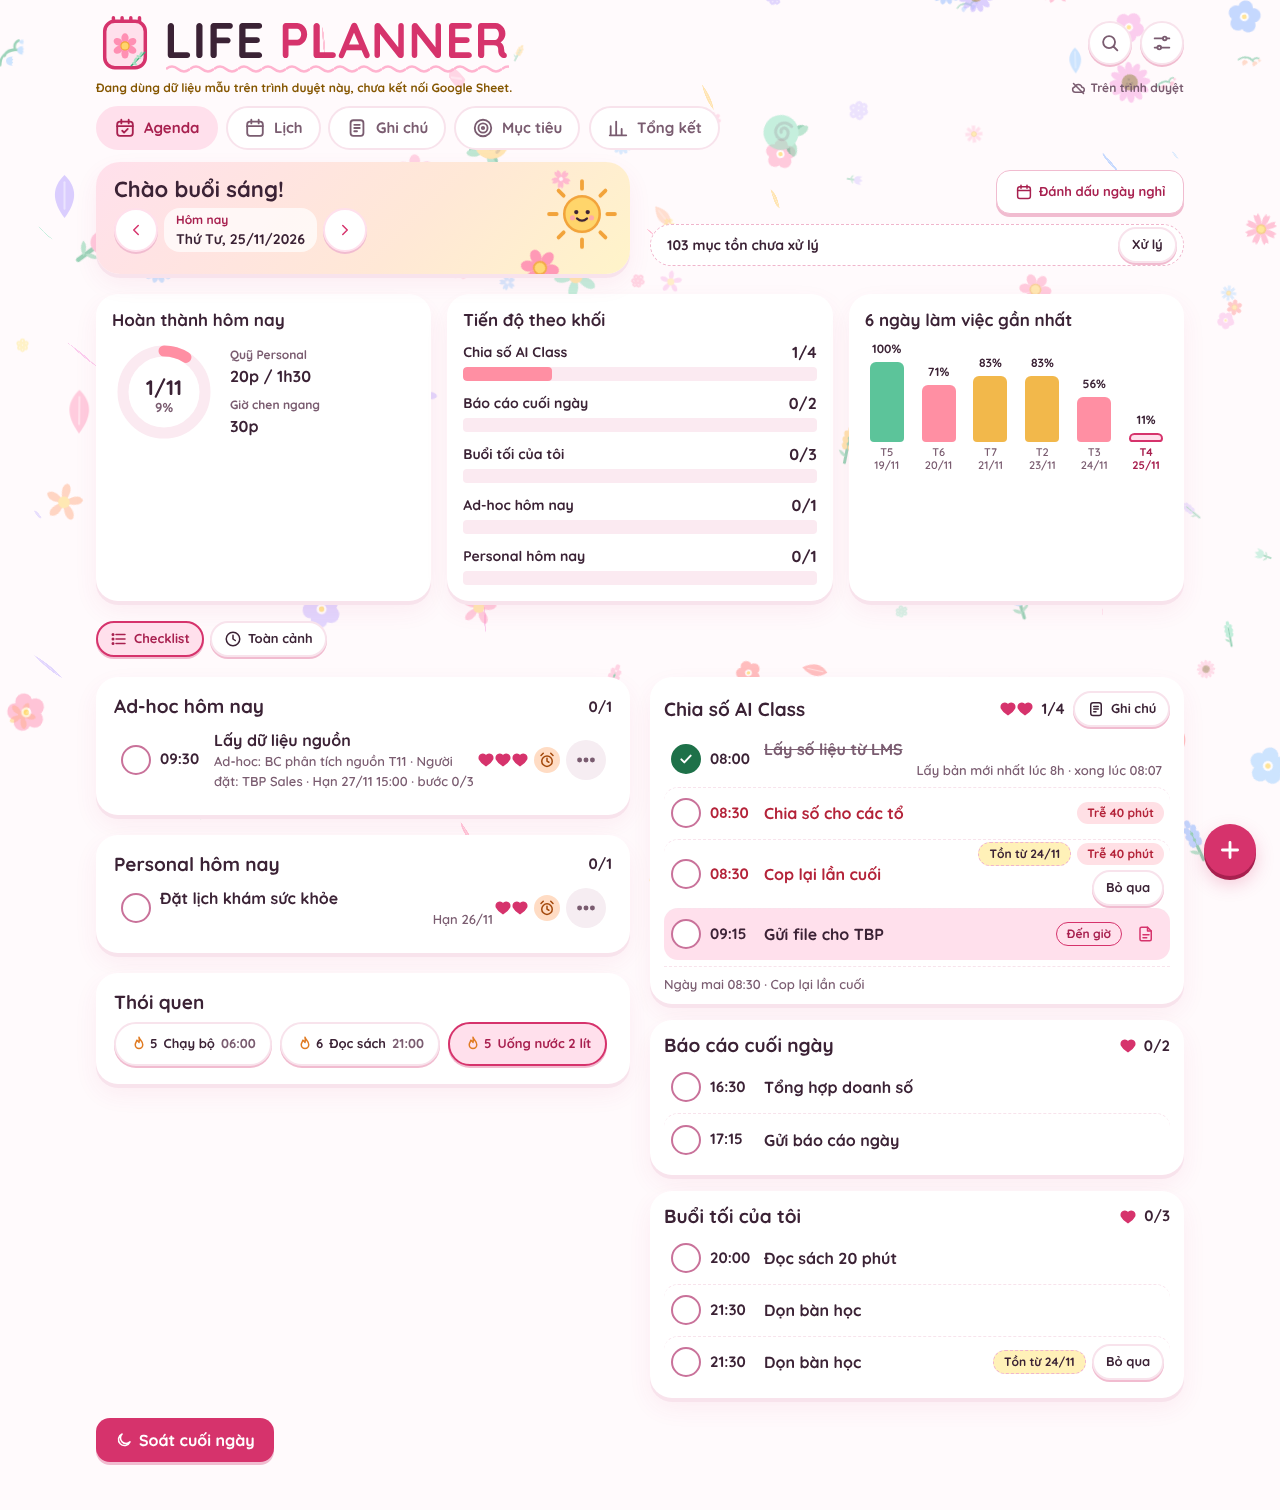 LIFE PLANNER
Đang dùng dữ liệu mẫu trên trình duyệt này, chưa kết nối Google Sheet.
Trên trình duyệt
Agenda
Lịch
Ghi chú
Mục tiêu
Tổng kết
Chào buổi sáng!
Hôm nay
Thứ Tư, 25/11/2026
Đánh dấu ngày nghỉ
103 mục tồn chưa xử lý
Xử lý
Hoàn thành hôm nay
1/11
9%
Quỹ Personal
20p / 1h30
Giờ chen ngang
30p
Tiến độ theo khối
Chia số AI Class 1/4
Báo cáo cuối ngày 0/2
Buổi tối của tôi 0/3
Ad-hoc hôm nay 0/1
Personal hôm nay 0/1
6 ngày làm việc gần nhất
100% 71% 83% 83% 56% 11%
T5 T6 T7 T2 T3 T4
19/11 20/11 21/11 23/11 24/11 25/11
Checklist
Toàn cảnh
Ad-hoc hôm nay 0/1
09:30 Lấy dữ liệu nguồn
Ad-hoc: BC phân tích nguồn T11 · Người
đặt: TBP Sales · Hạn 27/11 15:00 · bước 0/3
Personal hôm nay 0/1
Đặt lịch khám sức khỏe
Hạn 26/11
Thói quen
5 Chạy bộ 06:00
6 Đọc sách 21:00
5 Uống nước 2 lít
Chia số AI Class 1/4 Ghi chú
08:00 Lấy số liệu từ LMS
Lấy bản mới nhất lúc 8h · xong lúc 08:07
08:30 Chia số cho các tổ Trễ 40 phút
08:30 Cop lại lần cuối Tồn từ 24/11 Trễ 40 phút
Bỏ qua
09:15 Gửi file cho TBP Đến giờ
Ngày mai 08:30 · Cop lại lần cuối
Báo cáo cuối ngày 0/2
16:30 Tổng hợp doanh số
17:15 Gửi báo cáo ngày
Buổi tối của tôi 0/3
20:00 Đọc sách 20 phút
21:30 Dọn bàn học
21:30 Dọn bàn học Tồn từ 24/11 Bỏ qua
Soát cuối ngày